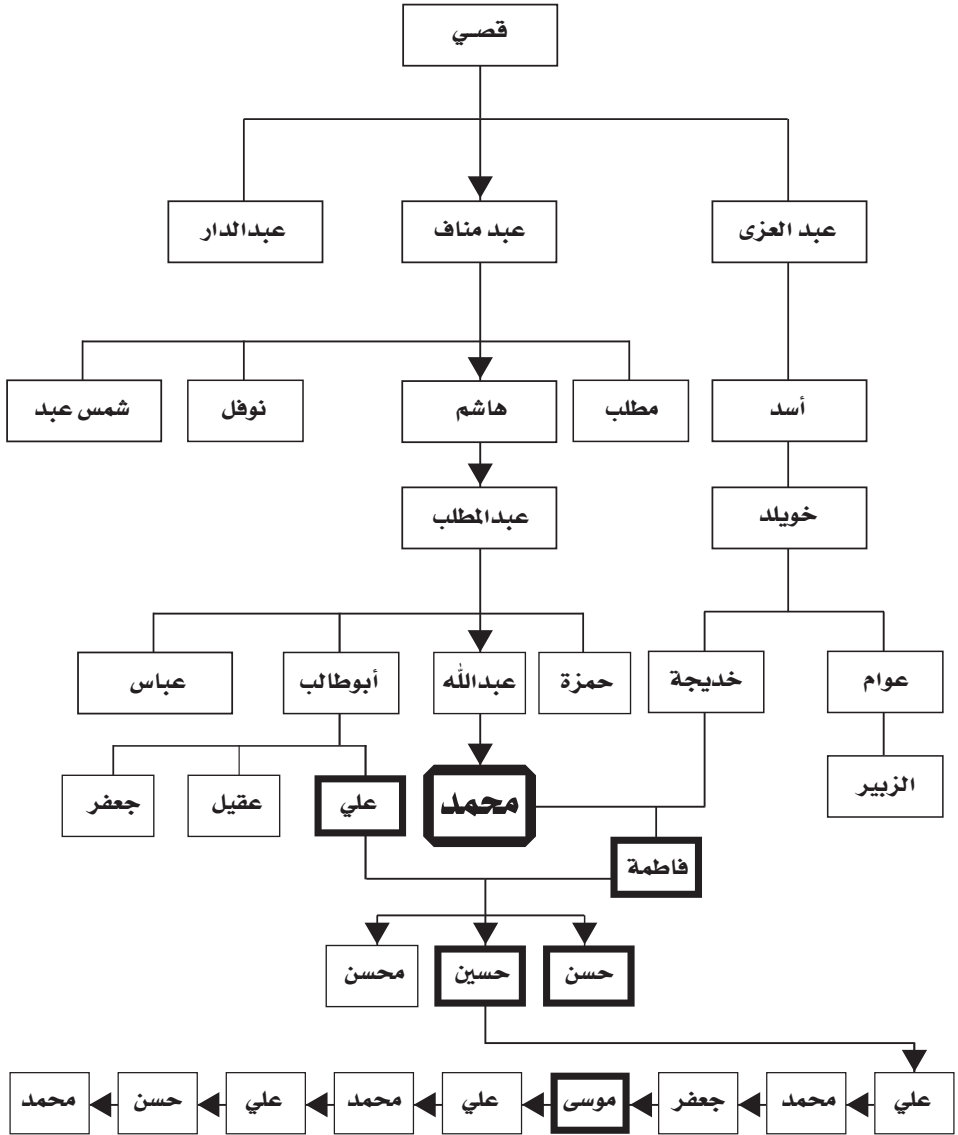 قصي
عبد العزى
عبد مناف
عبدالدار
أسد
مطلب
هاشم
نوفل
شمس عبد
خويلد
عبدالمطلب
عوام
خديجة
حمزة
عبدالله
أبوطالب
عباس
الزبير
محمد
علي
عقيل
جعفر
فاطمة
حسن
حسين
محسن
علي
محمد
جعفر
موسى
علي
محمد
علي
حسن
محمد